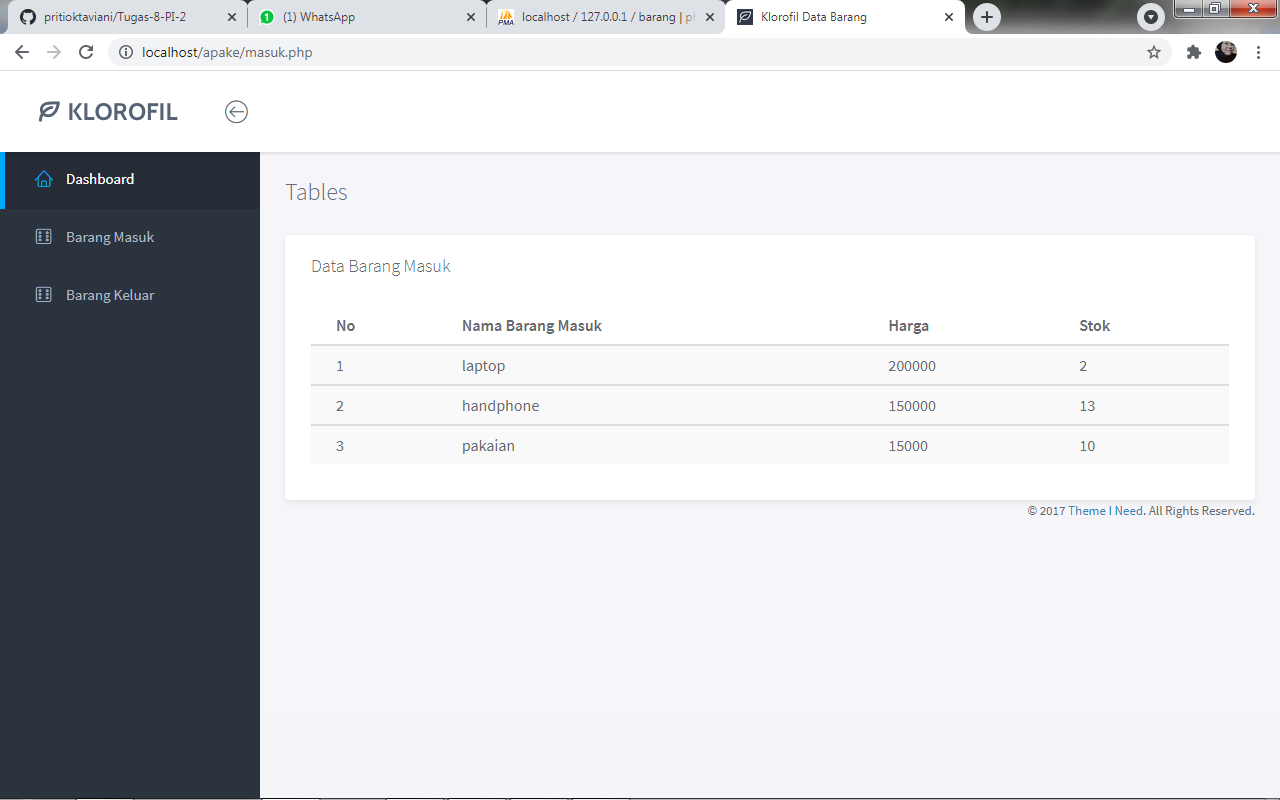 pritioktaviani/Tugas-8-PI-2
(1) WhatsApp
PMA localhost / 127.0.0.1 / barang | p
Klorofil Data Barang
localhost/apake/masuk.php
KLOROFIL
Dashboard
Barang Masuk
Barang Keluar
Tables
Data Barang Masuk
No Nama Barang Masuk Harga Stok
1 laptop 200000 2
2 handphone 150000 13
3 pakaian 15000 10
© 2017 Theme I Need. All Rights Reserved.